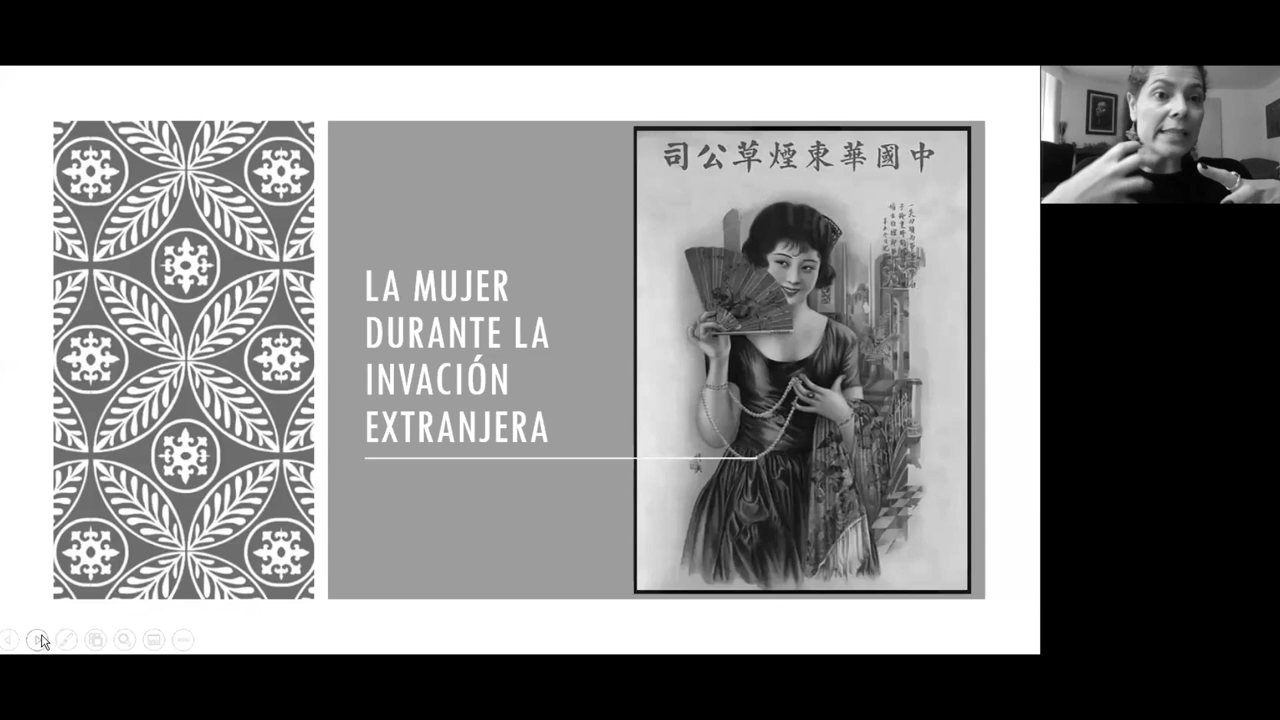 LA MUJER
DURANTE LA
INVACIÓN
EXTRANJERA
中國華東煙草公司